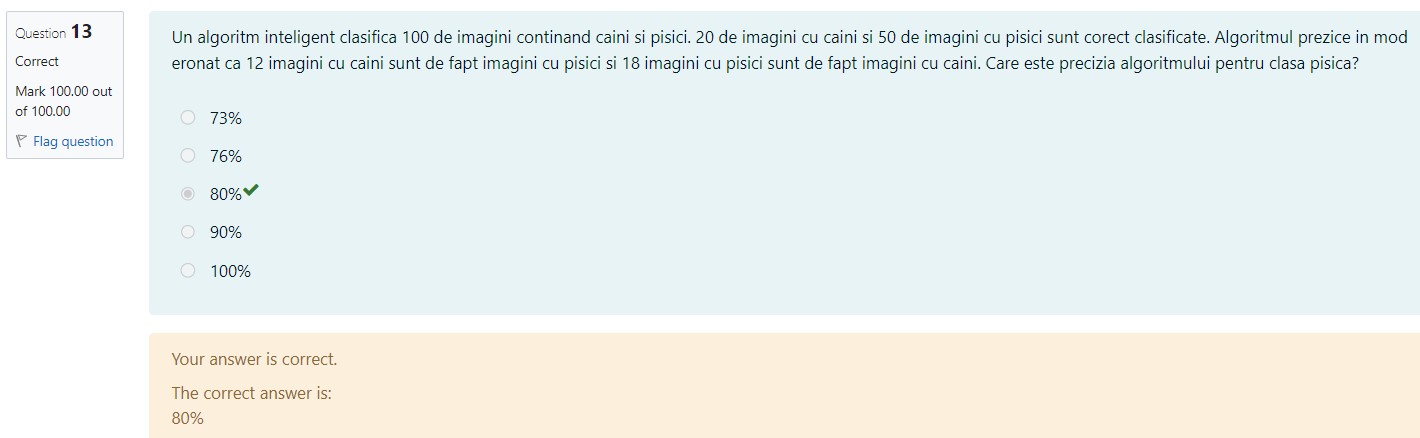 Question 13
Correct
Mark 100.00 out
of 100.00
Flag question
Un algoritm inteligent clasifica 100 de imagini continand caini si pisici. 20 de imagini cu caini si 50 de imagini cu pisici sunt corect clasificate. Algoritmul prezice in mod
eronat ca 12 imagini cu caini sunt de fapt imagini cu pisici si 18 imagini cu pisici sunt de fapt imagini cu caini. Care este precizia algoritmului pentru clasa pisica?
73%
76%
80%
90%
100%
Your answer is correct.
The correct answer is:
80%